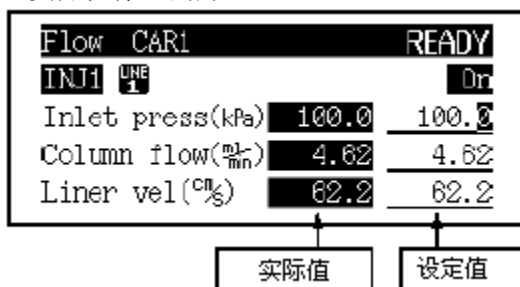 Flow CAR1 READY
INJ1 LINE 1 On
Inlet press(kPa) 100.0 100.0
Column flow(mL/min) 4.62 4.62
Liner vel(cm/s) 62.2 62.2
实际值 设定值